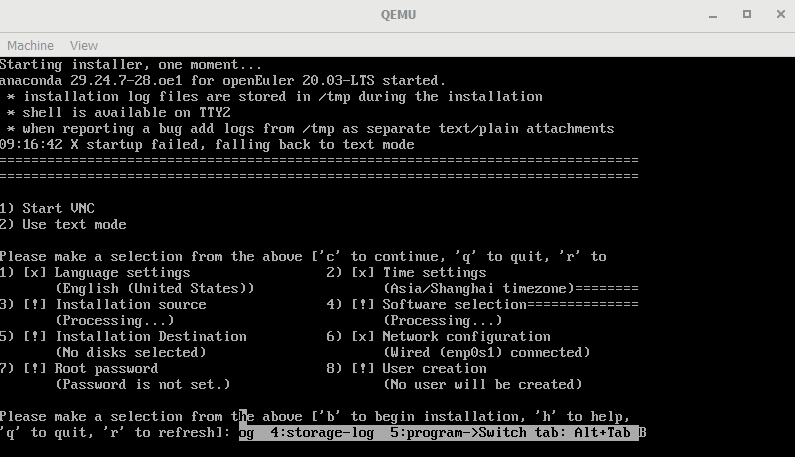 QEMU
Machine View
Starting installer, one moment...
anaconda 29.24.7-28.oe1 for openEuler 20.03-LTS started.
* installation log files are stored in /tmp during the installation
* shell is available on TTY2
* when reporting a bug add logs from /tmp as separate text/plain attachments
09:16:42 X startup failed, falling back to text mode
================================================================================
================================================================================
1) Start VNC
2) Use text mode
Please make a selection from the above ['c' to continue, 'q' to quit, 'r' to
1) [x] Language settings 2) [x] Time settings
(English (United States)) (Asia/Shanghai timezone)========
3) [!] Installation source 4) [!] Software selection==============
(Processing...) (Processing...)
5) [!] Installation Destination 6) [x] Network configuration
(No disks selected) (Wired (enp0s1) connected)
7) [!] Root password 8) [!] User creation
(Password is not set.) (No user will be created)
Please make a selection from the above ['b' to begin installation, 'h' to help,
'q' to quit, 'r' to refresh]: og 4:storage-log 5:program->Switch tab: Alt+Tab B